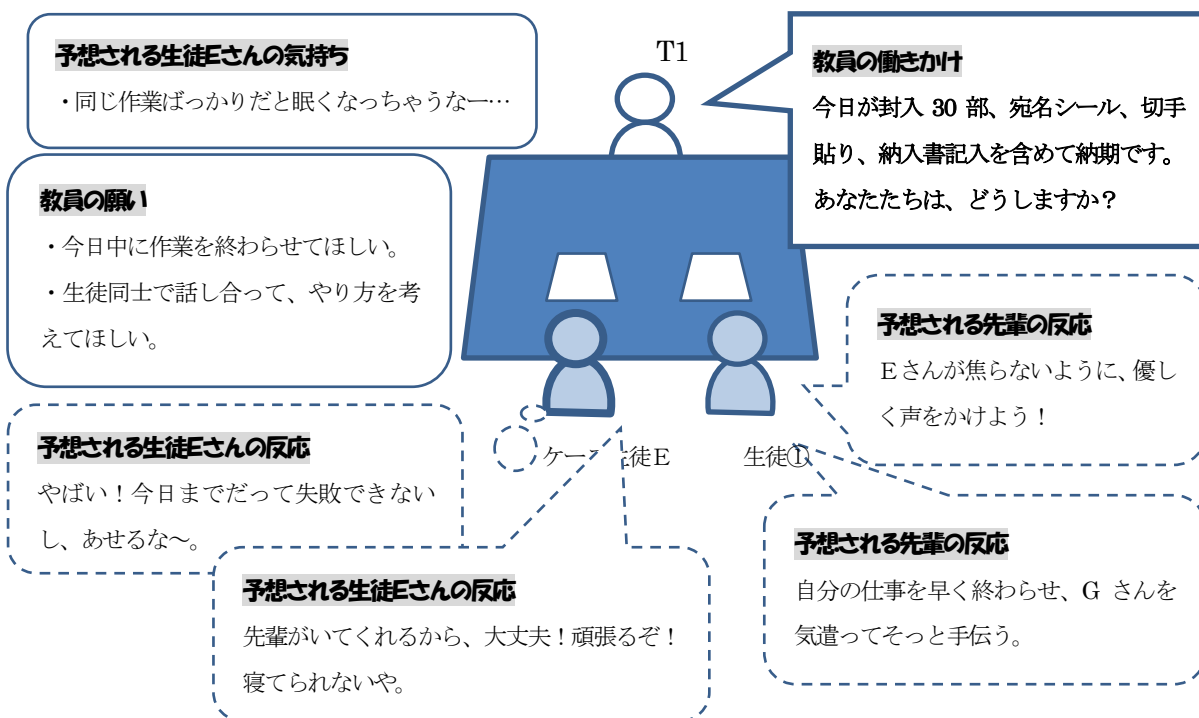 予想される生徒Eさんの気持ち
・同じ作業ばっかりだと眠くなっちゃうなー…
T1
教員の働きかけ
今日が封入 30 部、宛名シール、切手
貼り、納入書記入を含めて納期です。
あなたたちは、どうしますか？
教員の願い
・今日中に作業を終わらせてほしい。
・生徒同士で話し合って、やり方を考
えてほしい。
予想される先輩の反応
Ｅさんが焦らないように、優し
く声をかけよう！
予想される生徒Eさんの反応
やばい！今日までだって失敗できない
し、あせるな～。
ケー 徒Ｅ
生徒①
予想される先輩の反応
自分の仕事を早く終わらせ、G さんを
気遣ってそっと手伝う。
予想される生徒Eさんの反応
先輩がいてくれるから、大丈夫！頑張るぞ！
寝てられないや。